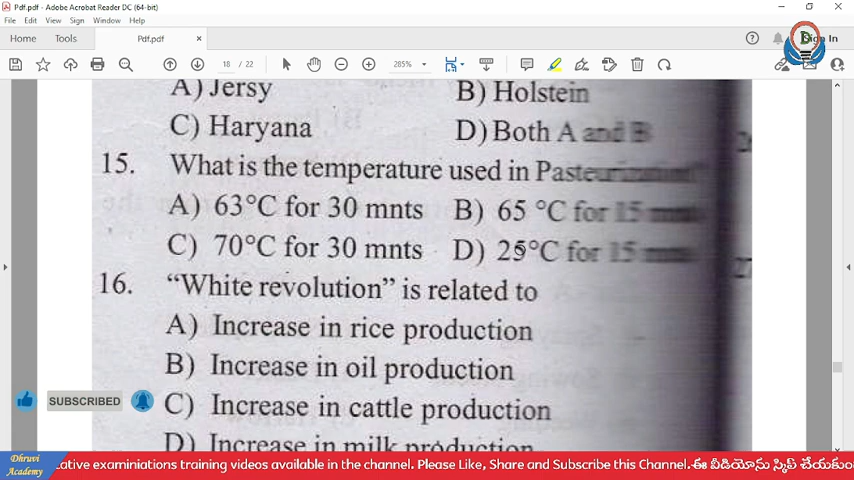 Pdf.pdf - Adobe Acrobat Reader DC (64-bit)
File Edit View Sign Window Help
Home Tools Pdf.pdf × Sign In
18 / 22 285%
A) Jersy B) Holstein
C) Haryana D) Both A and B
15. What is the temperature used in Pasteurization
A) 63°C for 30 mnts B) 65 °C for 15 mnts
C) 70°C for 30 mnts D) 25°C for 15 mnts
16. “White revolution” is related to
A) Increase in rice production
B) Increase in oil production
SUBSCRIBED
C) Increase in cattle production
D) Increase in milk production
Dhruvi
Academy
tative examiniations training videos available in the channel. Please Like, Share and Subscribe this Channel. ఈ వీడియోను స్కిప్ చేయకుం